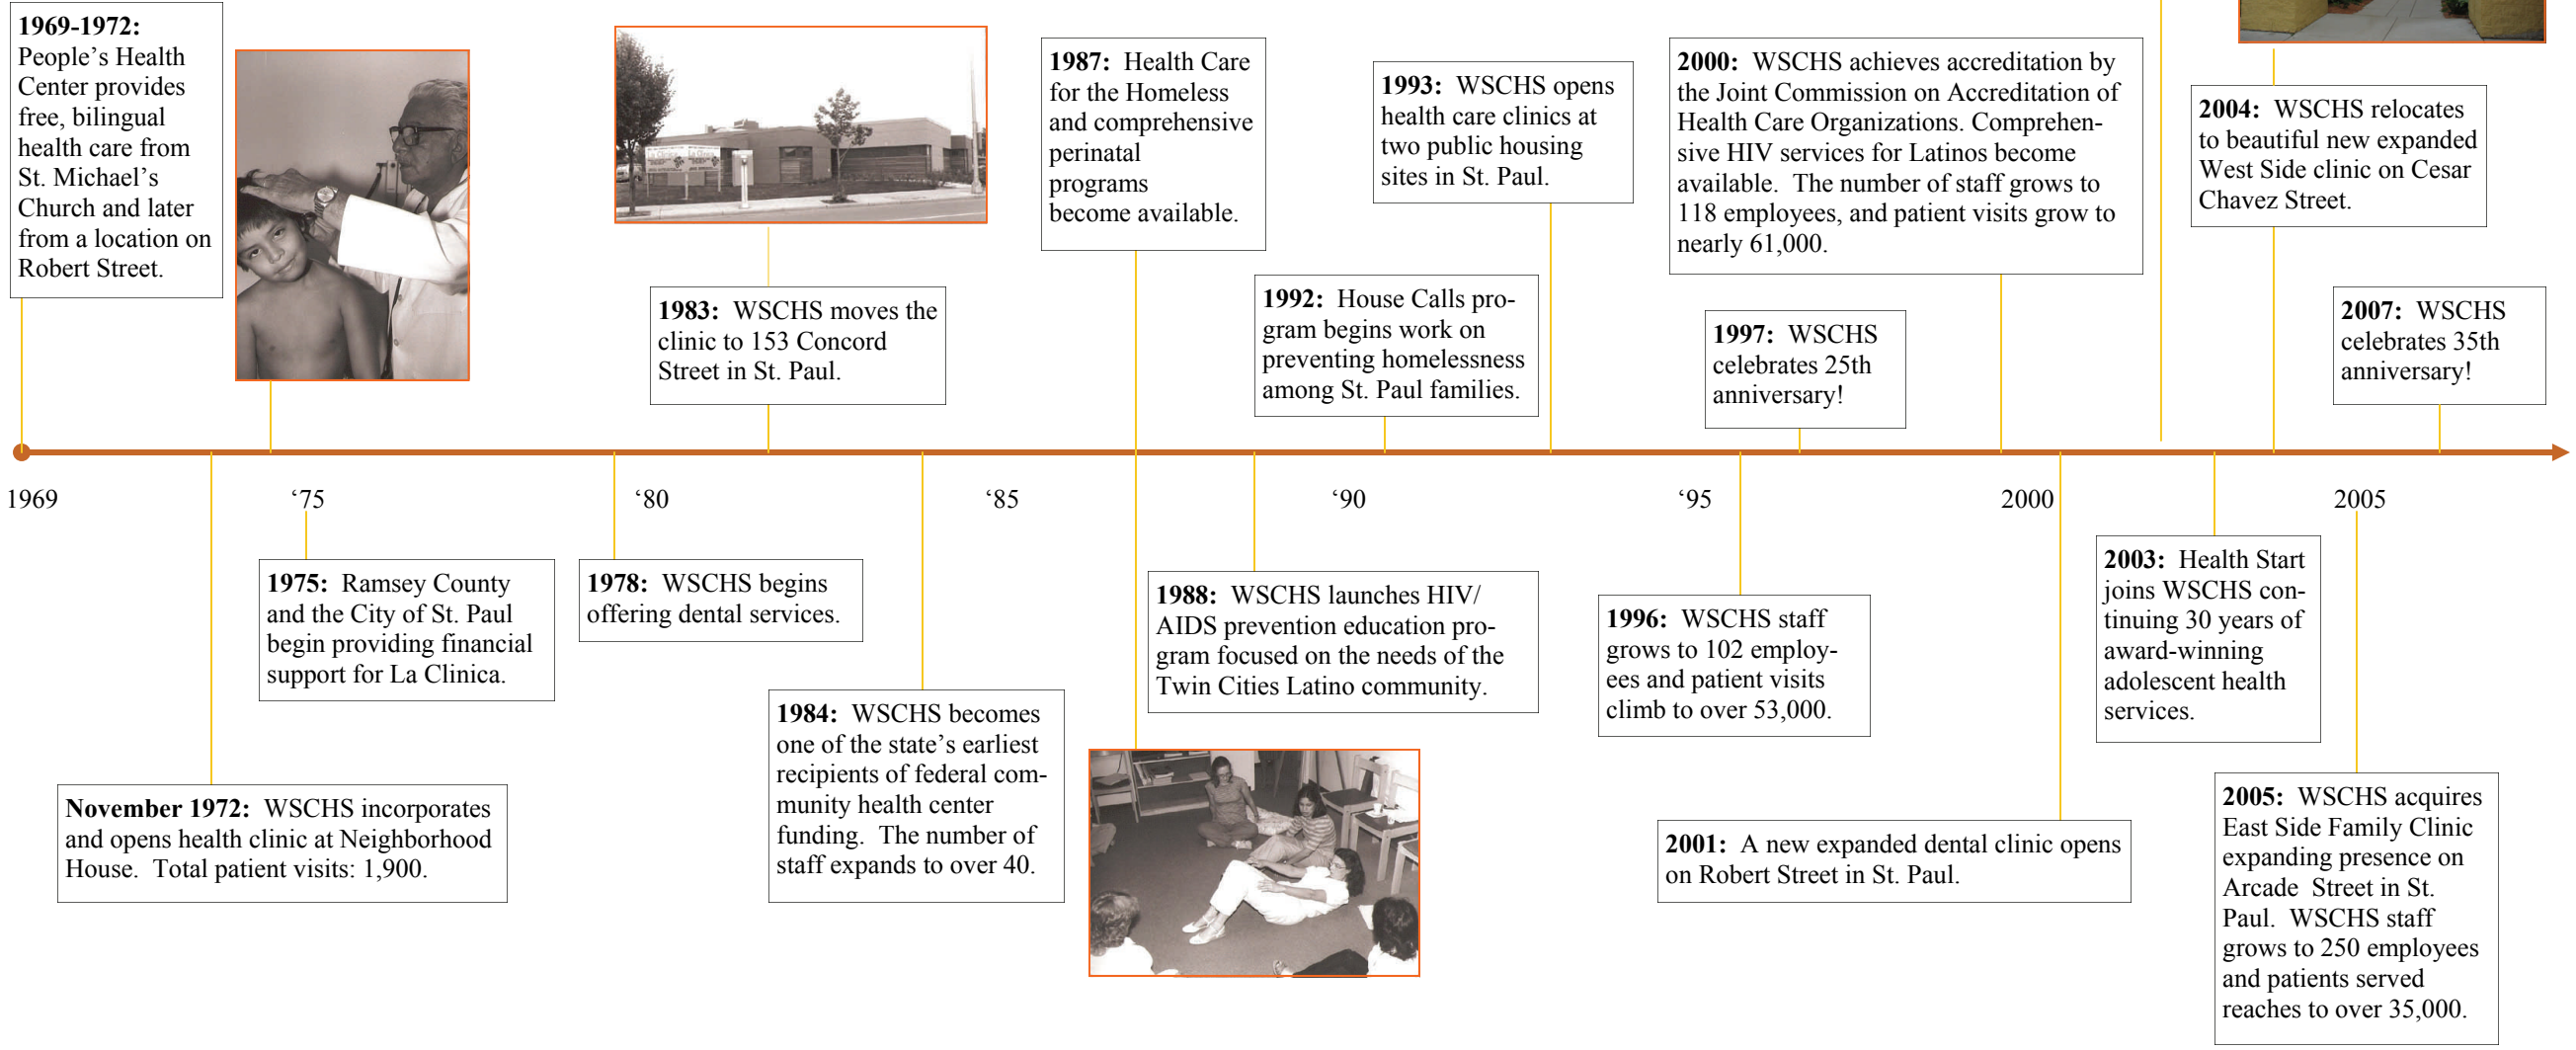 1969-1972:
People’s Health
Center provides
free, bilingual
health care from
St. Michael’s
Church and later
from a location on
Robert Street.
1983:  WSCHS moves the
clinic to 153 Concord
Street in St. Paul.
1987:  Health Care
for the Homeless
and comprehensive
perinatal
programs
become available.
1992:  House Calls pro-
gram begins work on
preventing homelessness
among St. Paul families.
1993:  WSCHS opens
health care clinics at
two public housing
sites in St. Paul.
1997:  WSCHS
celebrates 25th
anniversary!
2000:  WSCHS achieves accreditation by
the Joint Commission on Accreditation of
Health Care Organizations. Comprehen-
sive HIV services for Latinos become
available.  The number of staff grows to
118 employees, and patient visits grow to
nearly 61,000.
2004:  WSCHS relocates
to beautiful new expanded
West Side clinic on Cesar
Chavez Street.
2007:  WSCHS
celebrates 35th
anniversary!
1969
‘75
‘80
‘85
‘90
‘95
2000
2005
November 1972:  WSCHS incorporates
and opens health clinic at Neighborhood
House.  Total patient visits: 1,900.
1975:  Ramsey County
and the City of St. Paul
begin providing financial
support for La Clinica.
1978:  WSCHS begins
offering dental services.
1984:  WSCHS becomes
one of the state’s earliest
recipients of federal com-
munity health center
funding.  The number of
staff expands to over 40.
1988:  WSCHS launches HIV/
AIDS prevention education pro-
gram focused on the needs of the
Twin Cities Latino community.
1996:  WSCHS staff
grows to 102 employ-
ees and patient visits
climb to over 53,000.
2001:  A new expanded dental clinic opens
on Robert Street in St. Paul.
2003:  Health Start
joins WSCHS con-
tinuing 30 years of
award-winning
adolescent health
services.
2005:  WSCHS acquires
East Side Family Clinic
expanding presence on
Arcade  Street in St.
Paul.  WSCHS staff
grows to 250 employees
and patients served
reaches to over 35,000.